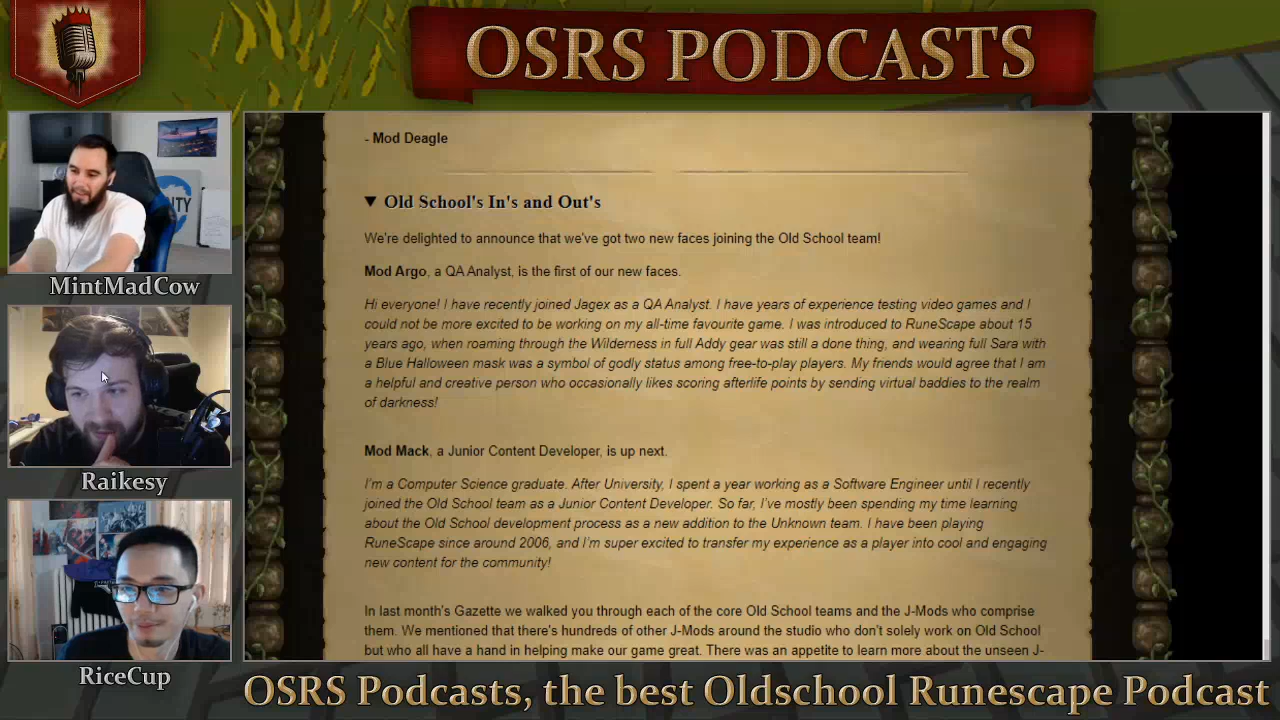 OSRS PODCASTS
MintMadCow
Raikesy
RiceCup
- Mod Deagle
▼ Old School's In's and Out's
We're delighted to announce that we've got two new faces joining the Old School team!
Mod Argo, a QA Analyst, is the first of our new faces.
Hi everyone! I have recently joined Jagex as a QA Analyst. I have years of experience testing video games and I
could not be more excited to be working on my all-time favourite game. I was introduced to RuneScape about 15
years ago, when roaming through the Wilderness in full Addy gear was still a done thing, and wearing full Sara with
a Blue Halloween mask was a symbol of godly status among free-to-play players. My friends would agree that I am
a helpful and creative person who occasionally likes scoring afterlife points by sending virtual baddies to the realm
of darkness!
Mod Mack, a Junior Content Developer, is up next.
I'm a Computer Science graduate. After University, I spent a year working as a Software Engineer until I recently
joined the Old School team as a Junior Content Developer. So far, I've mostly been spending my time learning
about the Old School development process as a new addition to the Unknown team. I have been playing
RuneScape since around 2006, and I'm super excited to transfer my experience as a player into cool and engaging
new content for the community!
In last month's Gazette we walked you through each of the core Old School teams and the J-Mods who comprise
them. We mentioned that there's hundreds of other J-Mods around the studio who don't solely work on Old School
but who all have a hand in helping make our game great. There was an appetite to learn more about the unseen J-
OSRS Podcasts, the best Oldschool Runescape Podcast